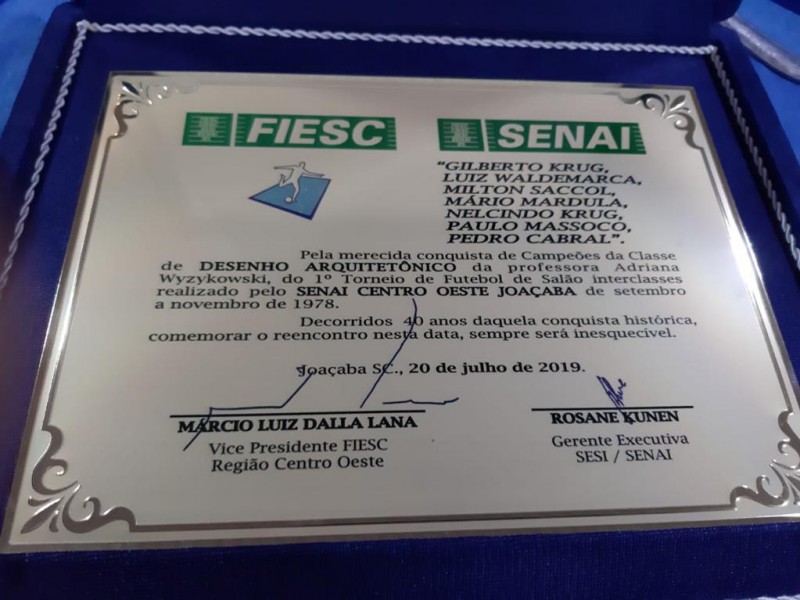 FIESC
SENAI
"GILBERTO KRUG,
LUIZ WALDEMARCA,
MILTON SACCOL,
MÁRIO MARDULA,
NELCINDO KRUG,
PAULO MASSOCO,
PEDRO CABRAL".
Pela merecida conquista de Campeões da Classe
de DESENHO ARQUITETÔNICO da professora Adriana
Wyzykowski, do 1º Torneio de Futebol de Salão interclasses
realizado pelo SENAI CENTRO OESTE JOAÇABA de setembro
a novembro de 1978.
Decorridos 40 anos daquela conquista histórica,
comemorar o reencontro nesta data, sempre será inesquecível.
Joaçaba SC., 20 de julho de 2019.
MÁRCIO LUIZ DALLA LANA
Vice Presidente FIESC
Região Centro Oeste
ROSANE KUNEN
Gerente Executiva
SESI / SENAI